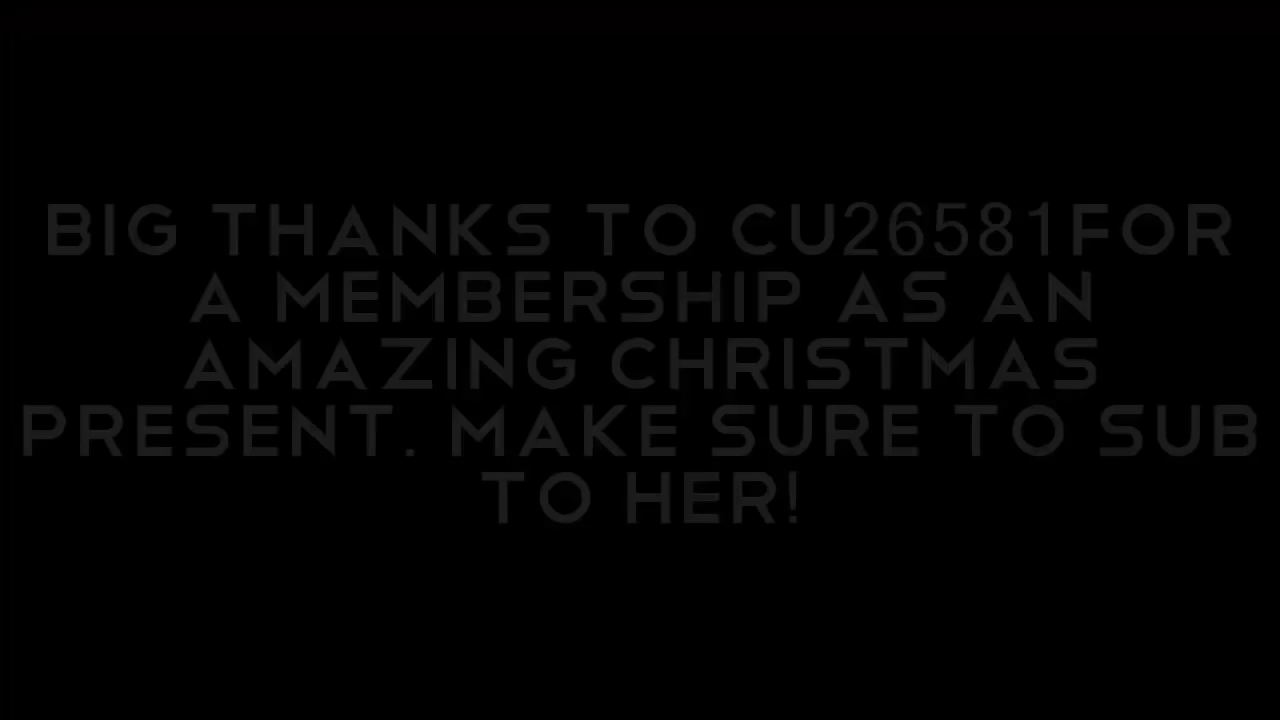 BIG THANKS TO CU26581FOR
A MEMBERSHIP AS AN
AMAZING CHRISTMAS
PRESENT. MAKE SURE TO SUB
TO HER!